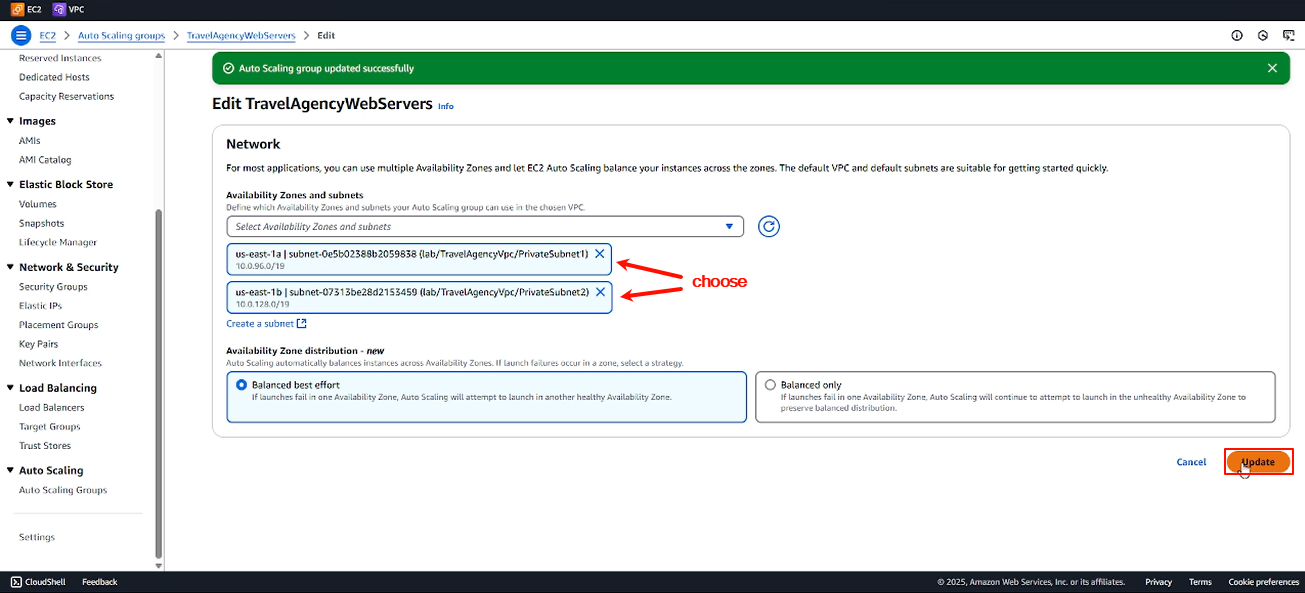 EC2 VPC
EC2 > Auto Scaling groups > TravelAgencyWebServers > Edit
Reserved Instances
Dedicated Hosts
Capacity Reservations
Images
AMIs
AMI Catalog
Elastic Block Store
Volumes
Snapshots
Lifecycle Manager
Network & Security
Security Groups
Elastic IPs
Placement Groups
Key Pairs
Network Interfaces
Load Balancing
Load Balancers
Target Groups
Trust Stores
Auto Scaling
Auto Scaling Groups
Settings
Auto Scaling group updated successfully
Edit TravelAgencyWebServers Info
Network
For most applications, you can use multiple Availability Zones and let EC2 Auto Scaling balance your instances across the zones. The default VPC and default subnets are suitable for getting started quickly.
Availability Zones and subnets
Define which Availability Zones and subnets your Auto Scaling group can use in the chosen VPC.
Select Availability Zones and subnets
us-east-1a | subnet-0e5b02388b2059838 (lab/TravelAgencyVpc/PrivateSubnet1)
10.0.96.0/19
choose
us-east-1b | subnet-07313be28d2153459 (lab/TravelAgencyVpc/PrivateSubnet2)
10.0.128.0/19
Create a subnet
Availability Zone distribution - new
Auto Scaling automatically balances instances across Availability Zones. If launch failures occur in a zone, select a strategy.
Balanced best effort
If launches fail in one Availability Zone, Auto Scaling will attempt to launch in another healthy Availability Zone.
Balanced only
If launches fail in one Availability Zone, Auto Scaling will continue to attempt to launch in the unhealthy Availability Zone to
preserve balanced distribution.
Cancel Update
CloudShell Feedback © 2025, Amazon Web Services, Inc. or its affiliates. Privacy Terms Cookie preferences